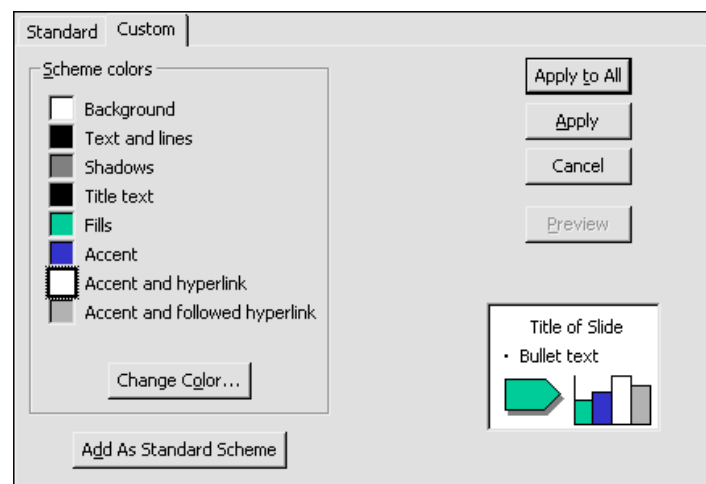 Standard Custom
Scheme colors
Background
Text and lines
Shadows
Title text
Fills
Accent
Accent and hyperlink
Accent and followed hyperlink
Change Color...
Add As Standard Scheme
Apply to All
Apply
Cancel
Preview
Title of Slide
· Bullet text